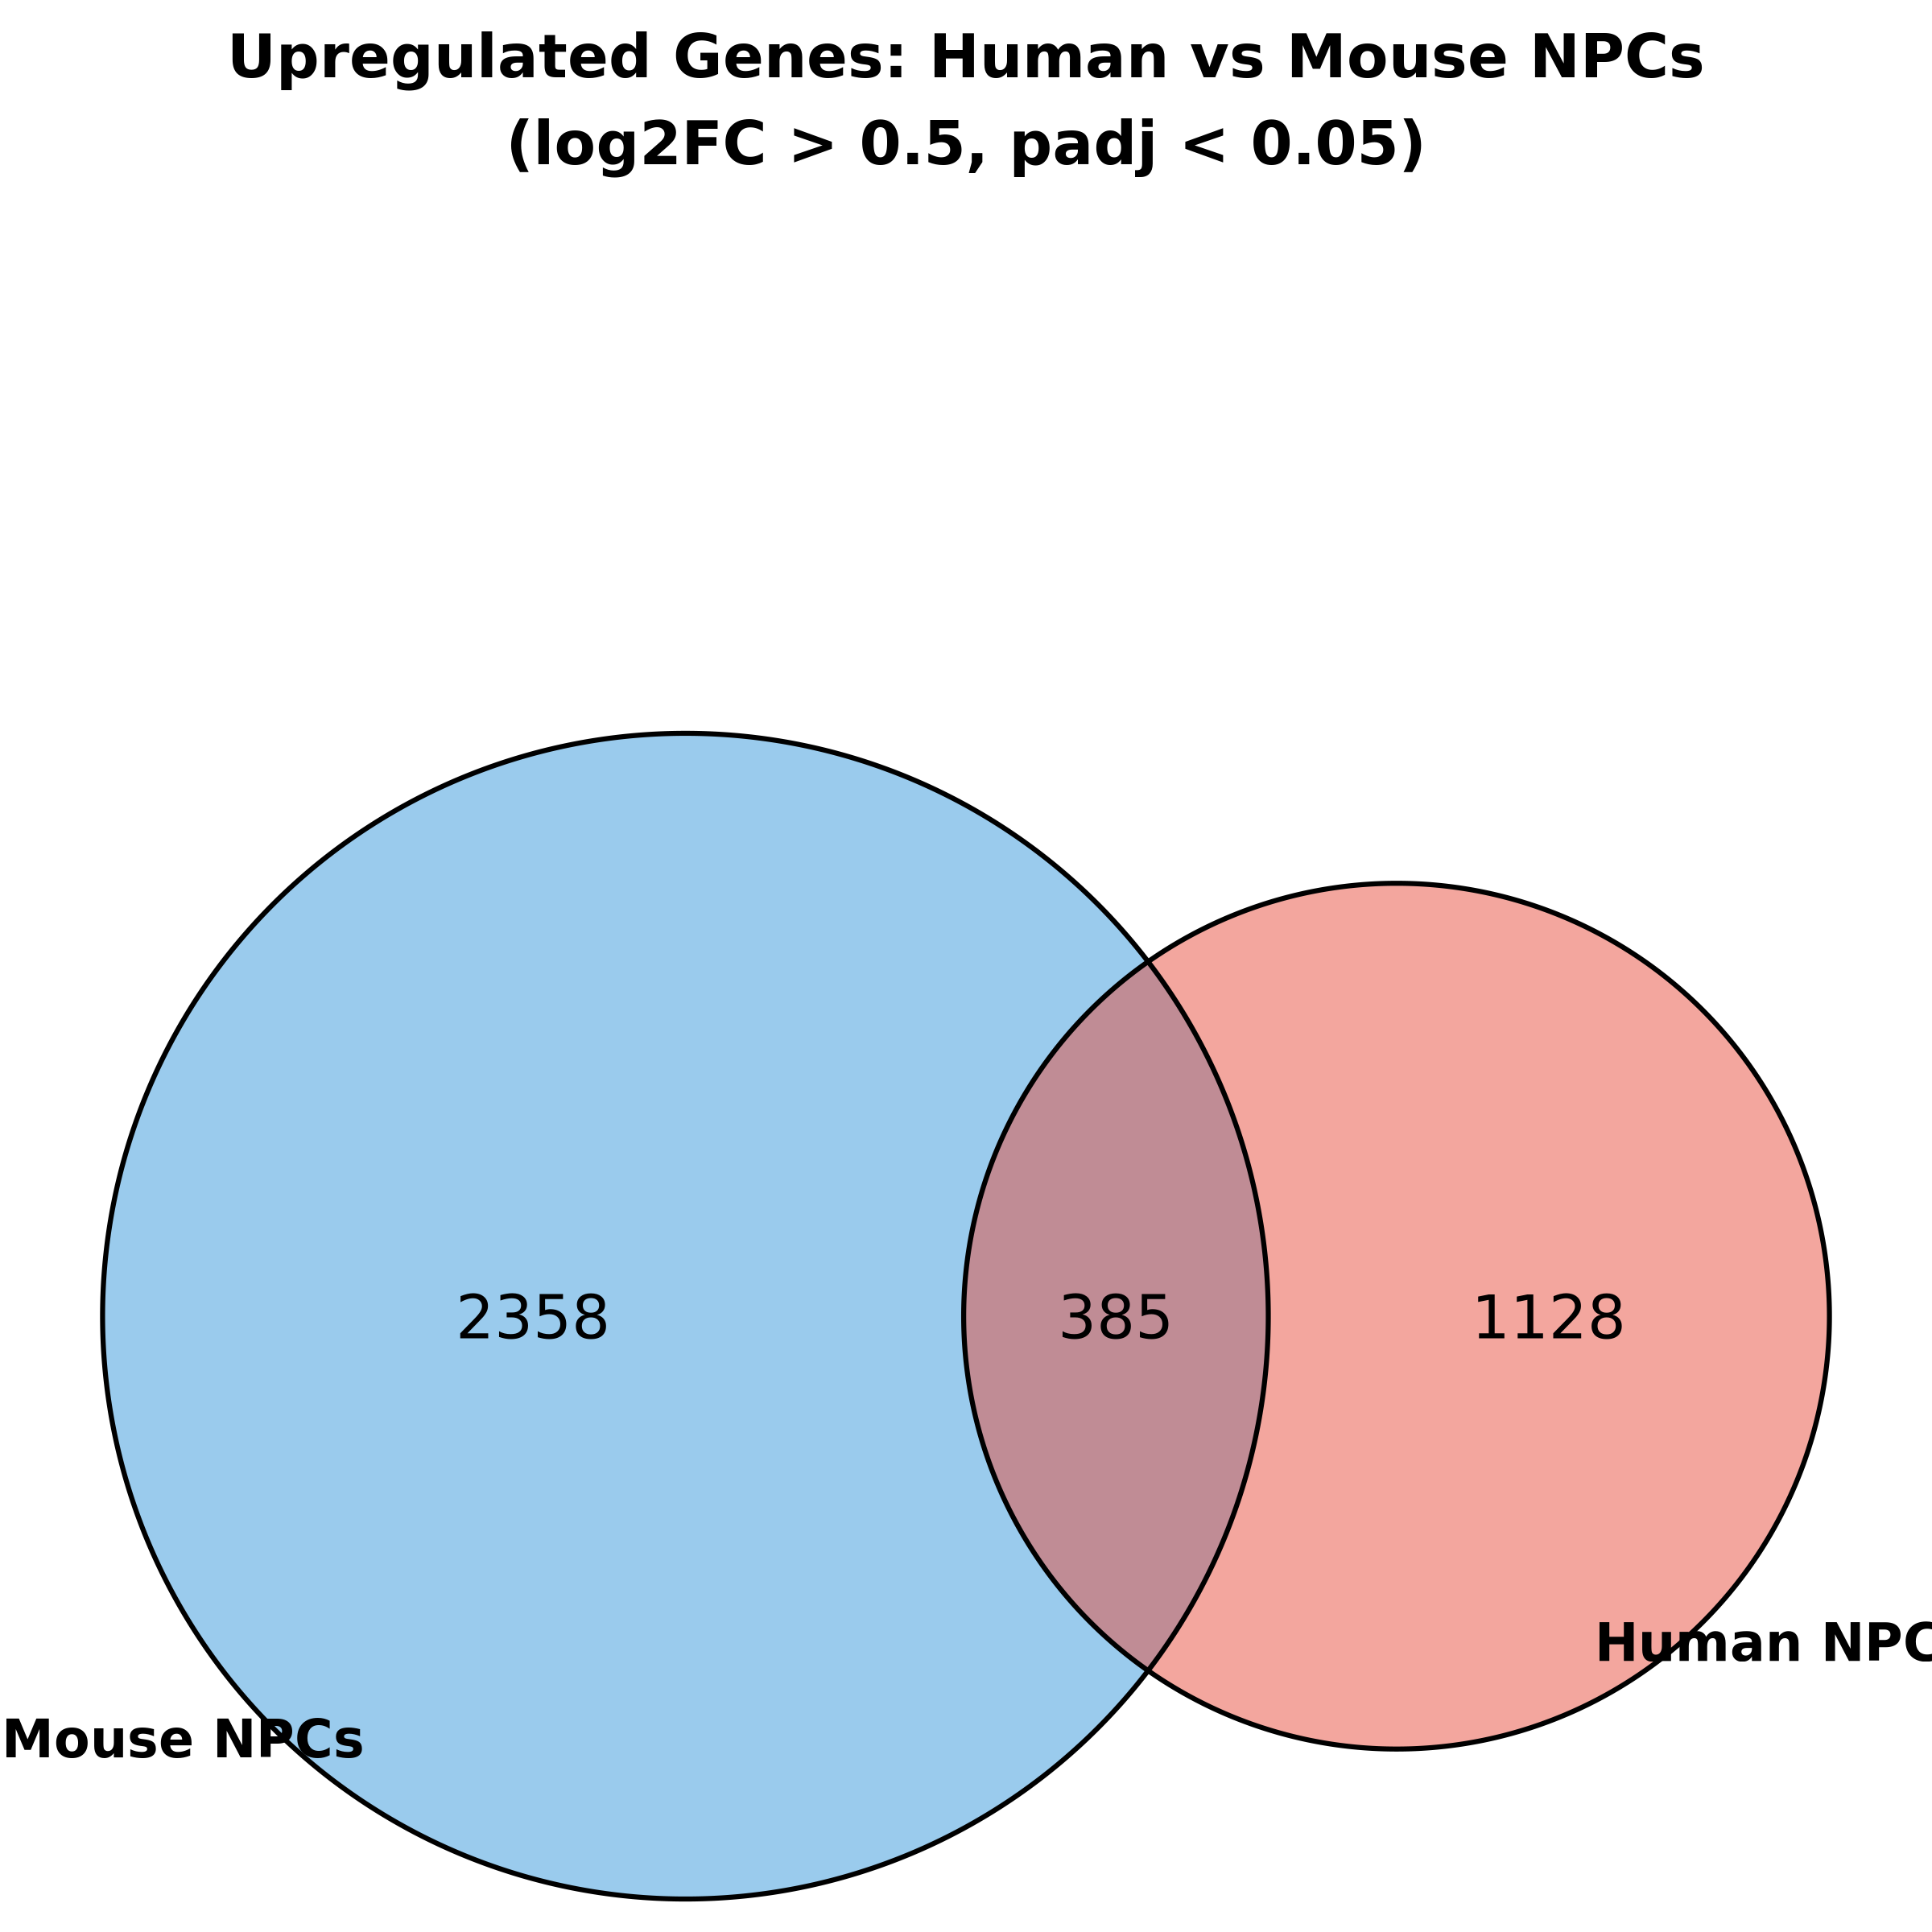 Upregulated Genes: Human vs Mouse NPCs
(log2FC > 0.5, padj < 0.05)
2358
385
1128
Human NPC
Mouse NPCs